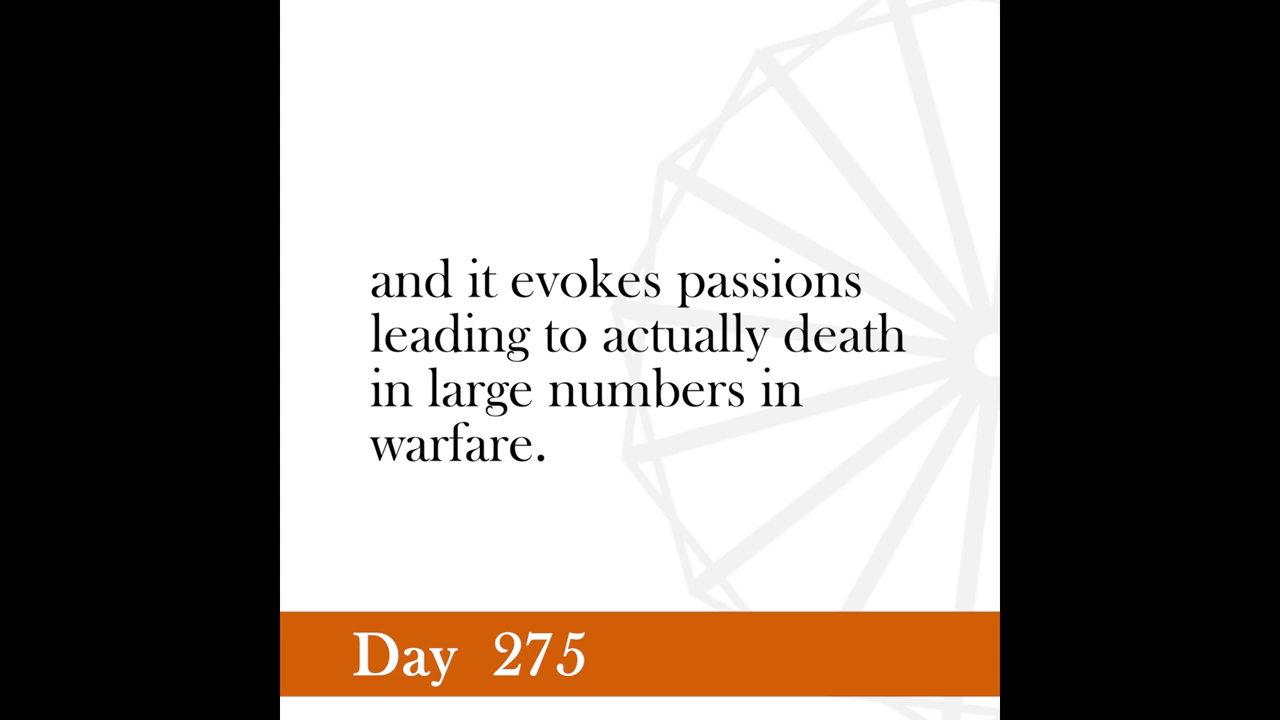 and it evokes passions
leading to actually death
in large numbers in
warfare.
Day 275